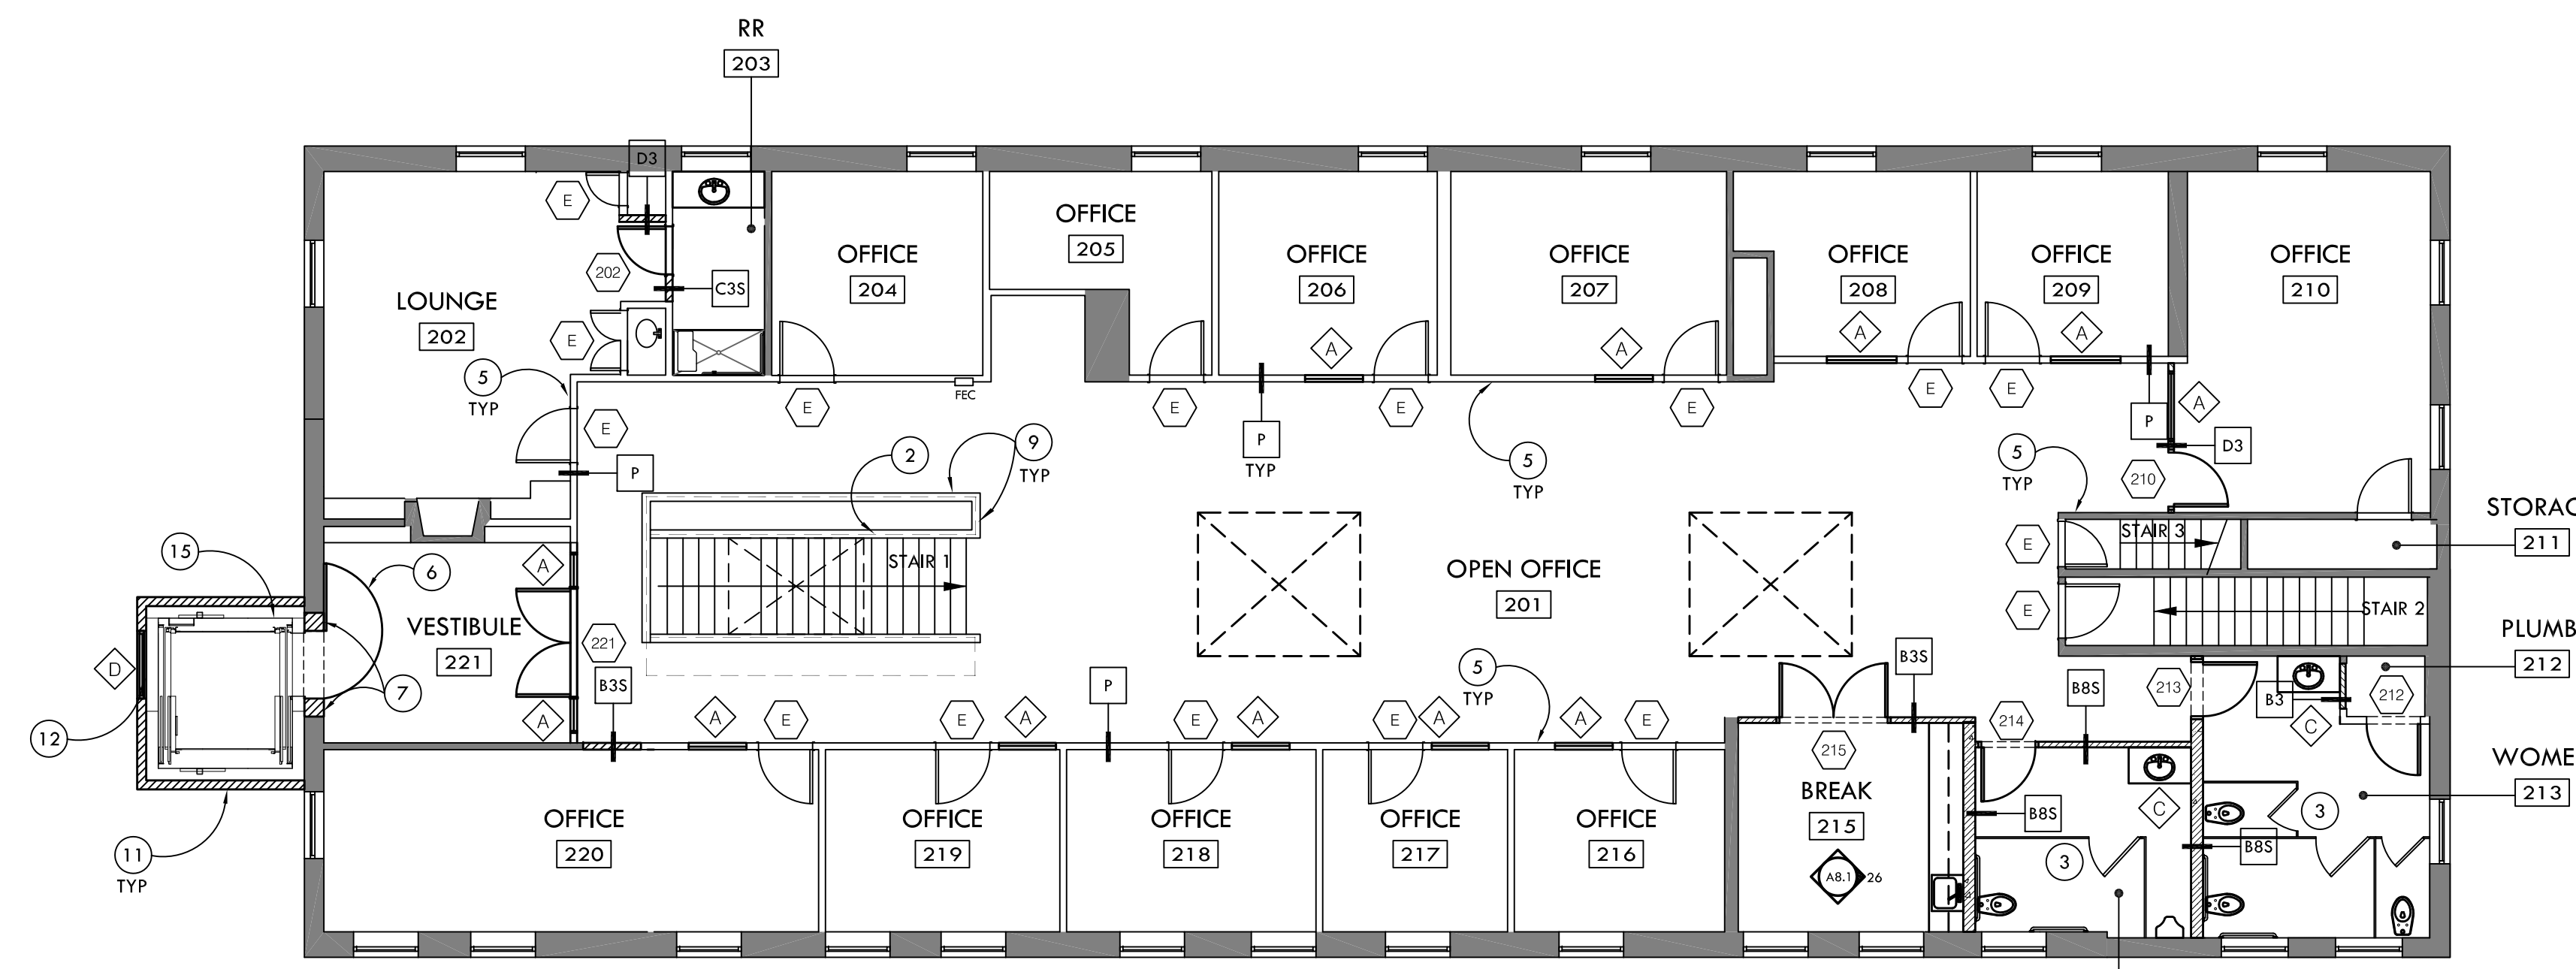 RR
203
D3
E
OFFICE
205
OFFICE
204
OFFICE
206
OFFICE
207
OFFICE
208
OFFICE
209
OFFICE
210
202
C3S
LOUNGE
202
E
A
A
A
A
5
TYP
FEC
E
E
E
E
E
E
E
A
P
TYP
P
D3
9
TYP
2
5
TYP
5
TYP
210
P
STORAG
211
STAIR 3
E
15
6
A
STAIR 1
OPEN OFFICE
201
E
STAIR 2
VESTIBULE
221
221
PLUMB
212
D
7
12
A
B3S
P
5
TYP
B3S
B8S
213
B3
212
C
A
E
E
A
E
A
E
A
A
E
215
214
WOME
213
OFFICE
220
OFFICE
219
OFFICE
218
OFFICE
217
OFFICE
216
BREAK
215
B8S
C
3
B8S
3
11
TYP
A8.1
26